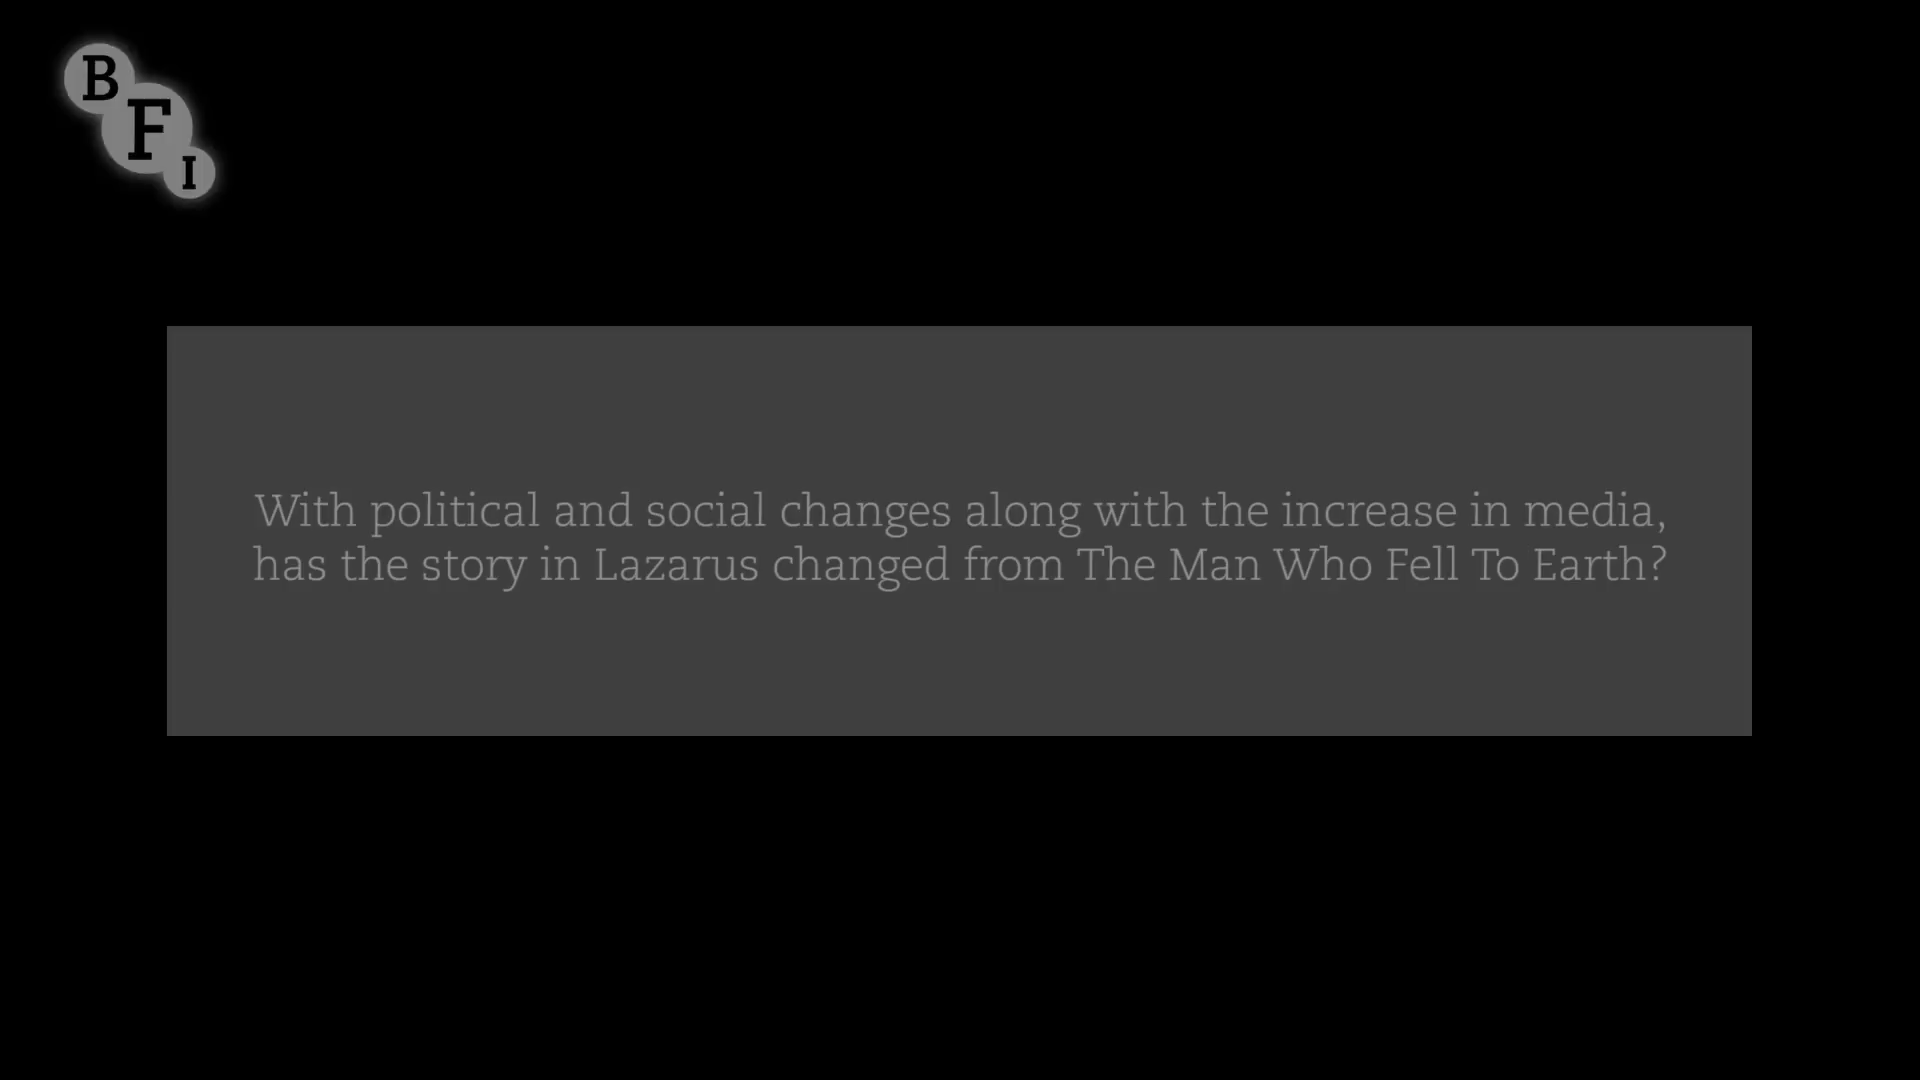 B
F
I
With political and social changes along with the increase in media,
has the story in Lazarus changed from The Man Who Fell To Earth?